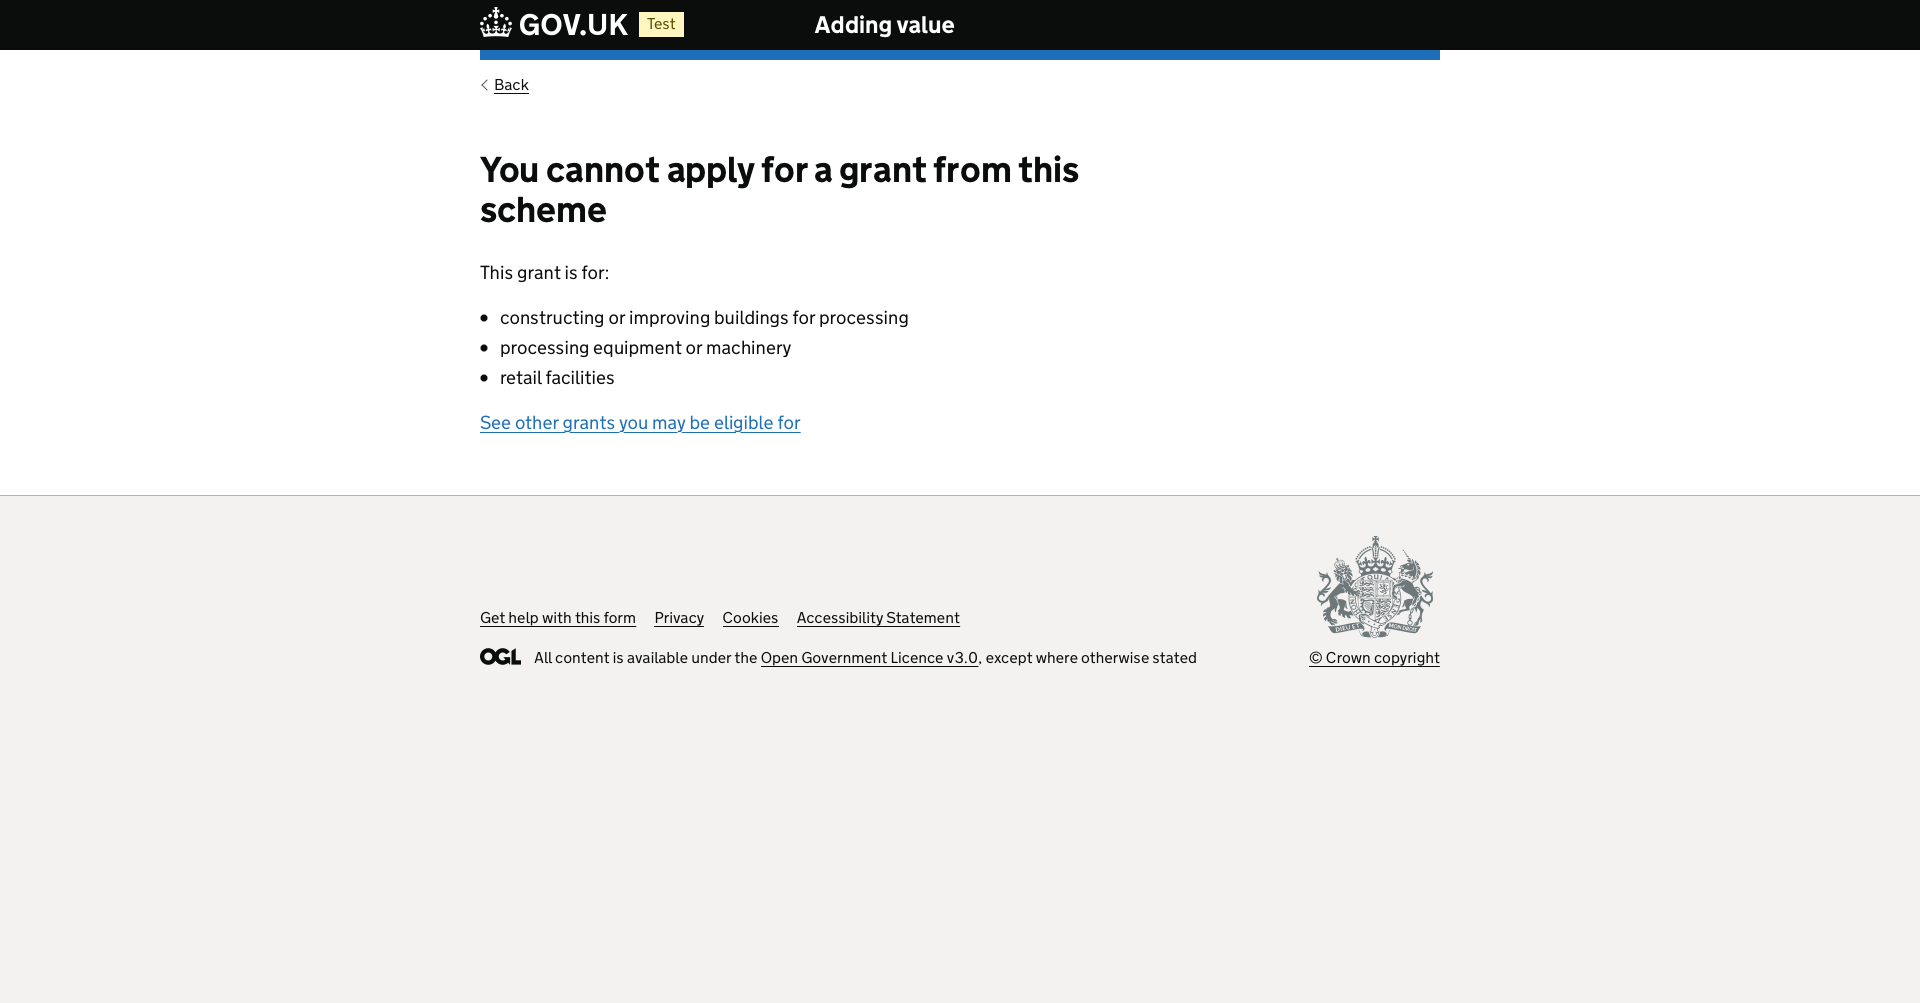 GOV.UK Test Adding value
Back
You cannot apply for a grant from this
scheme
This grant is for:
constructing or improving buildings for processing
processing equipment or machinery
retail facilities
See other grants you may be eligible for
Get help with this form Privacy Cookies Accessibility Statement
OGL All content is available under the Open Government Licence v3.0, except where otherwise stated
© Crown copyright